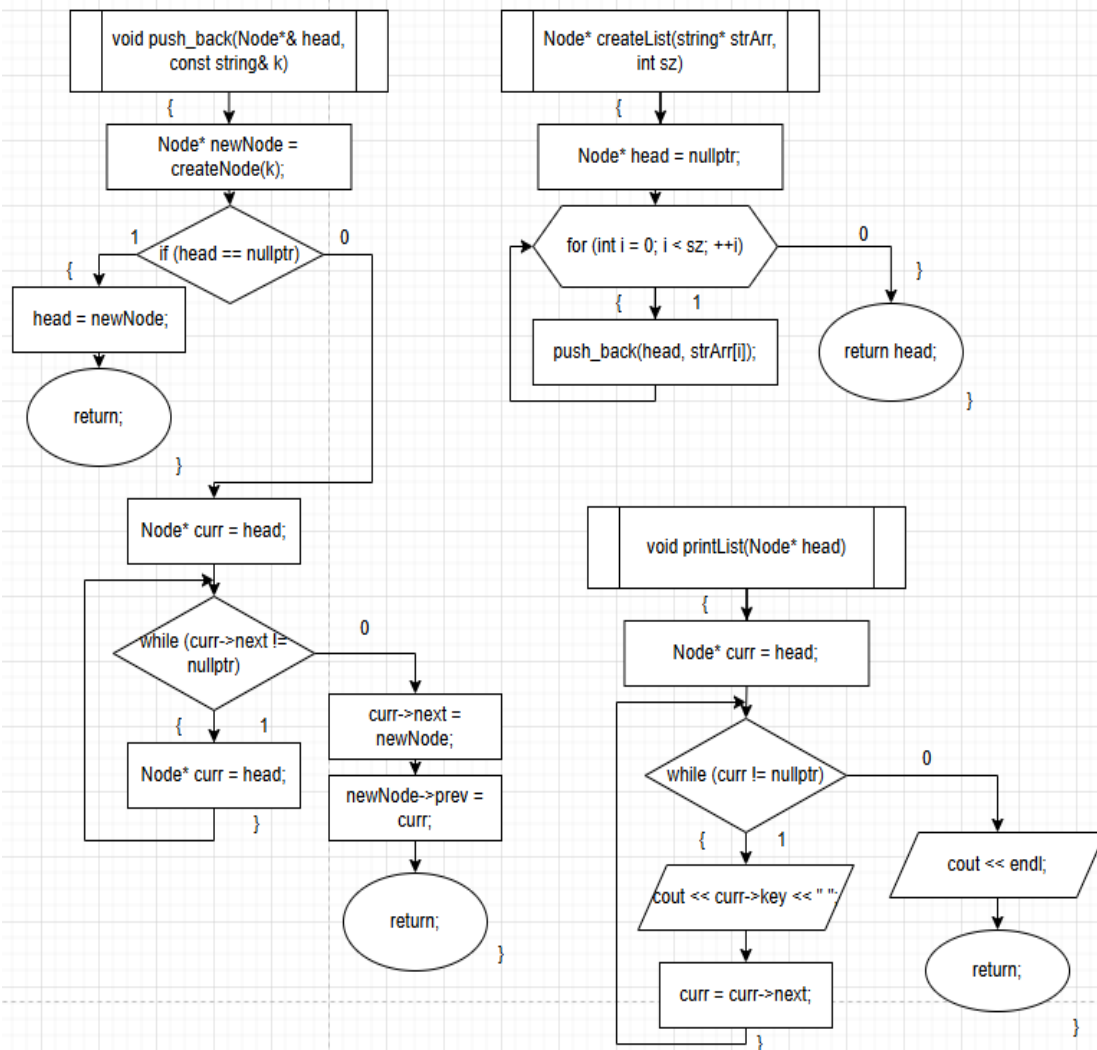 void push_back(Node*& head,
const string& k)
{
Node* newNode =
createNode(k);
if (head == nullptr)
1
0
{
head = newNode;
return;
}
Node* curr = head;
while (curr->next !=
nullptr)
0
{
1
Node* curr = head;
}
curr->next =
newNode;
newNode->prev =
curr;
return;
}
Node* createList(string* strArr,
int sz)
{
Node* head = nullptr;
for (int i = 0; i < sz; ++i)
0
}
{
1
push_back(head, strArr[i]);
return head;
}
void printList(Node* head)
{
Node* curr = head;
while (curr != nullptr)
0
{
1
cout << curr->key << " ";
curr = curr->next;
}
cout << endl;
return;
}